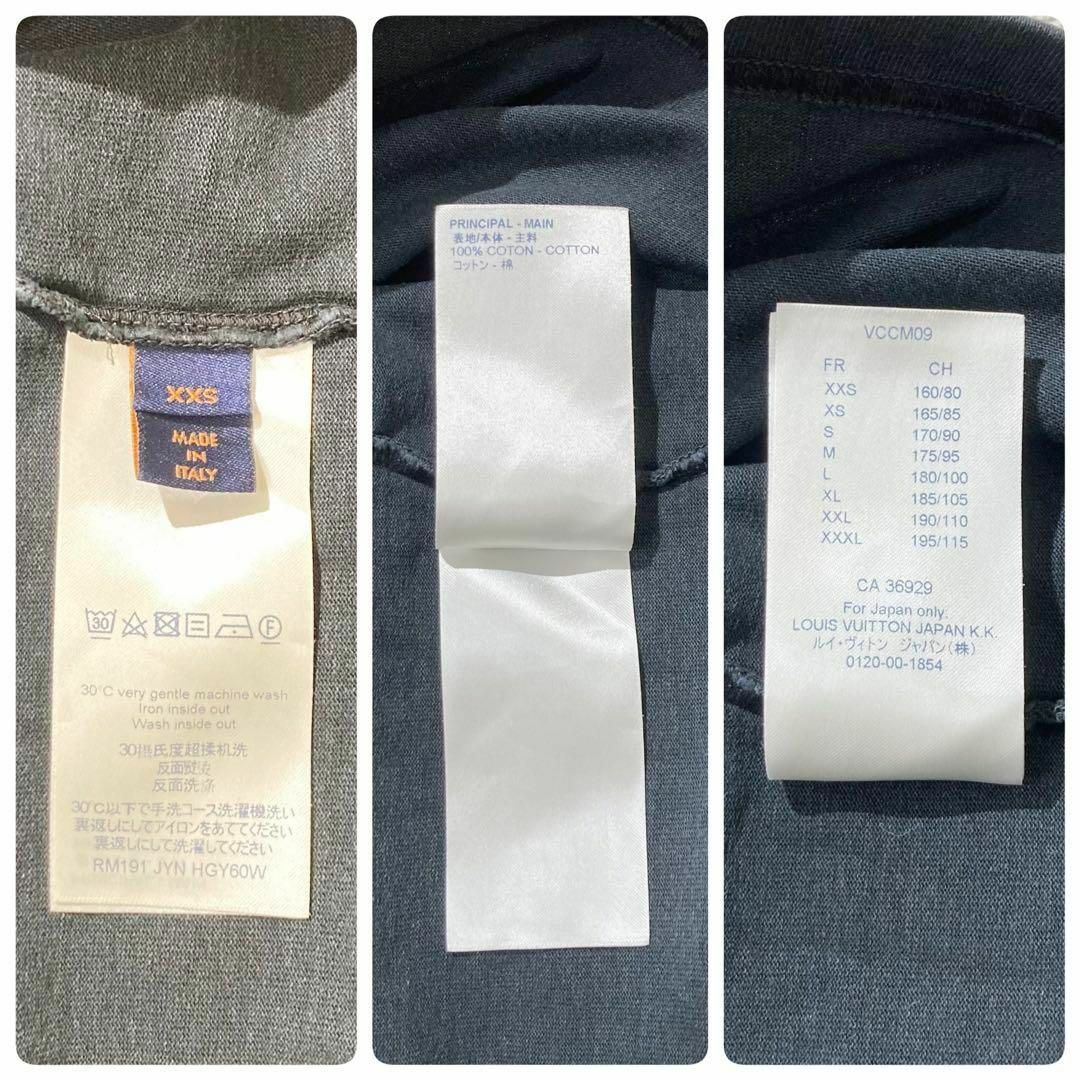 XXS
MADE
IN
ITALY
30
F
30°C very gentle machine wash
Iron inside out
Wash inside out
30摄氏度超揉机洗
反面熨烫
反面洗涤
30℃以下で手洗コース洗濯機洗い
裏返しにしてアイロンをあててください
裏返しにして洗濯してください
RM191 JYN HGY60W
PRINCIPAL - MAIN
表地/本体 - 主料
100% COTON - COTTON
コットン - 棉
VCCM09
FR CH
XXS 160/80
XS 165/85
S 170/90
M 175/95
L 180/100
XL 185/105
XXL 190/110
XXXL 195/115
CA 36929
For Japan only:
LOUIS VUITTON JAPAN K.K.
ルイ・ヴィトン ジャパン(株)
0120-00-1854